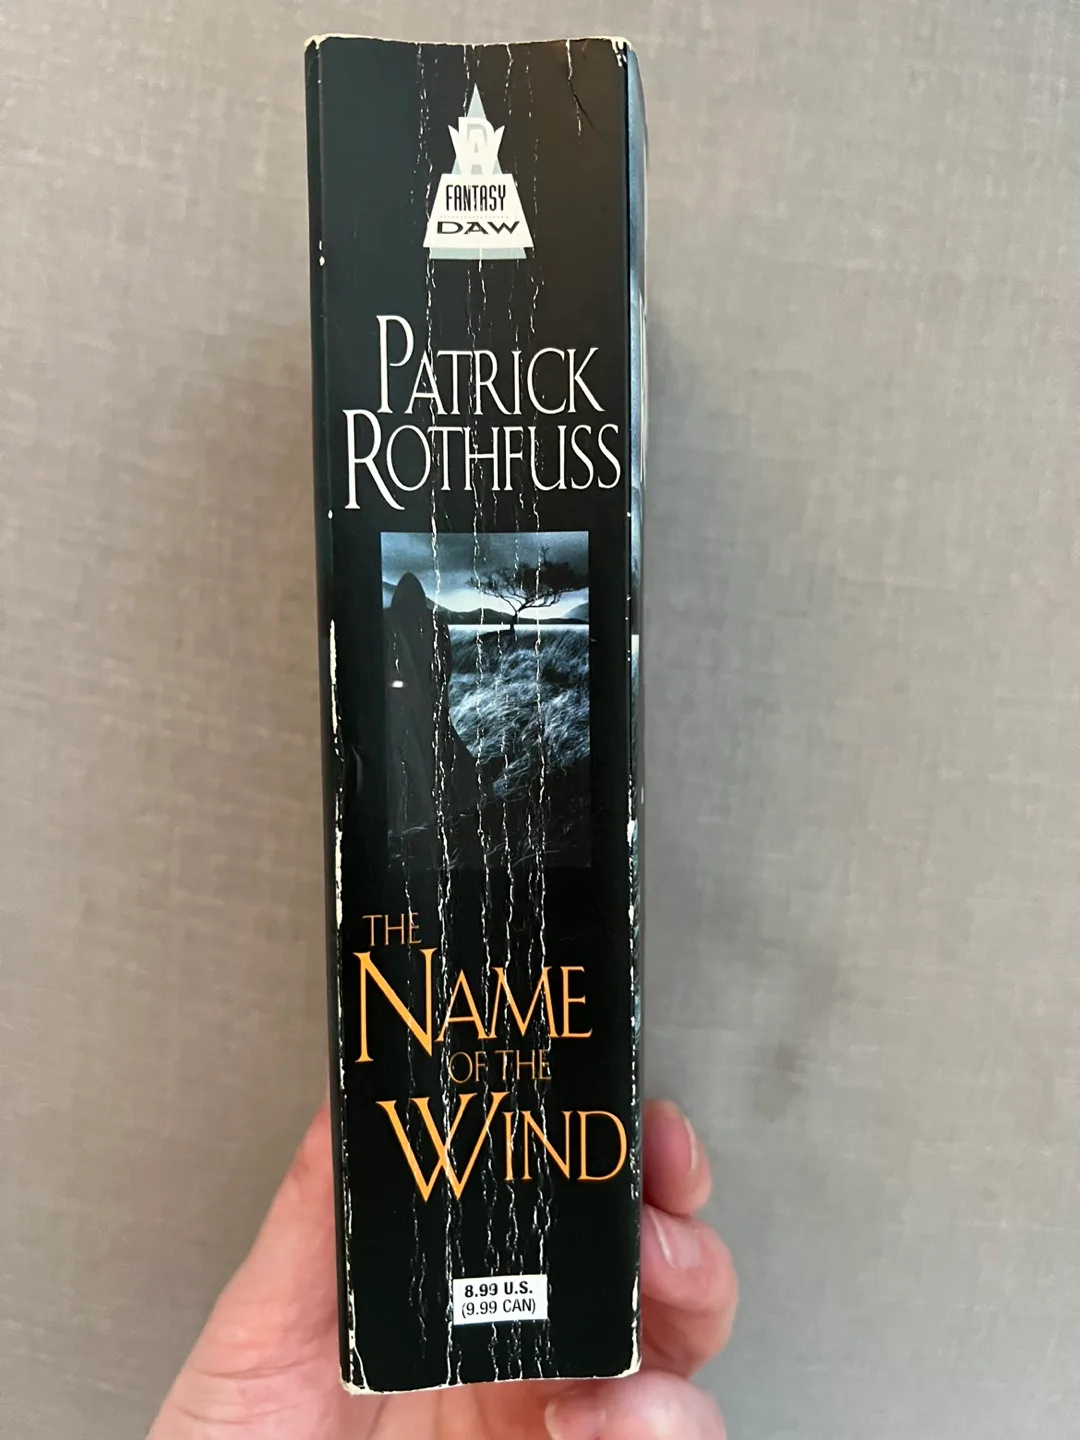 FANTASY
DAW
PATRICK
ROTHFUSS
THE
NAME
OF THE
WIND
8.99 U.S.
(9.99 CAN)